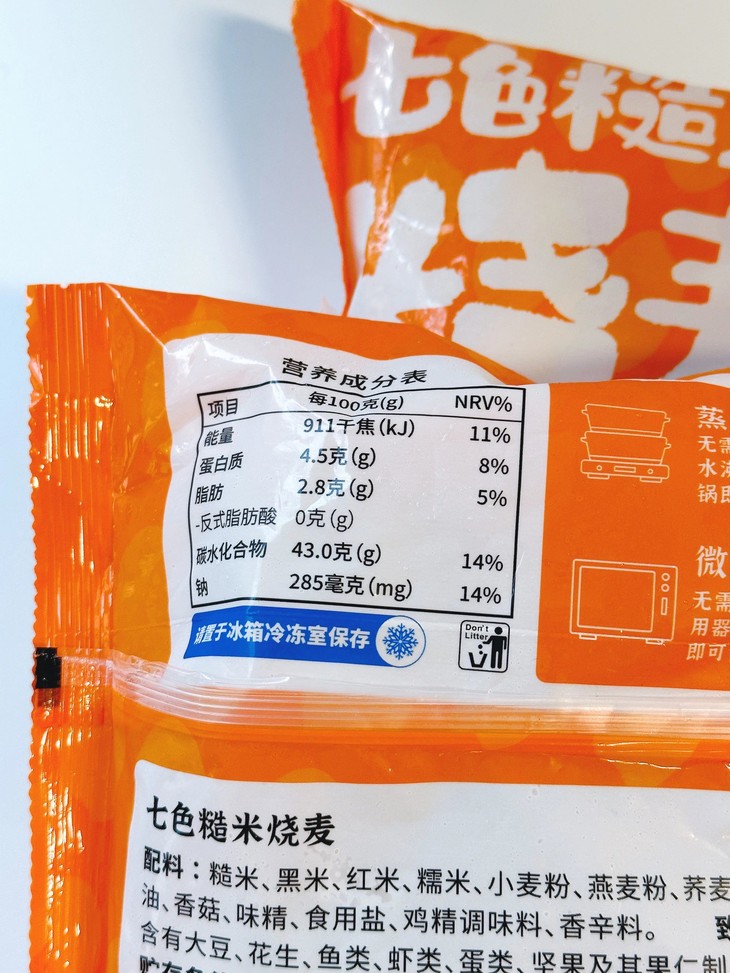 七色糙
烧麦
营养成分表
项目 每100克(g) NRV%
能量 911千焦(kJ) 11%
蛋白质 4.5克(g) 8%
脂肪 2.8克(g) 5%
-反式脂肪酸 0克(g)
碳水化合物 43.0克(g) 14%
钠 285毫克(mg) 14%
请置于冰箱冷冻室保存
Don't
Litter
蒸
无需
水沸
锅即
微
无需
用器
即可
七色糙米烧麦
配料：糙米、黑米、红米、糯米、小麦粉、燕麦粉、荞麦
油、香菇、味精、食用盐、鸡精调味料、香辛料。 致
含有大豆、花生、鱼类、虾类、蛋类、坚果及其果仁制